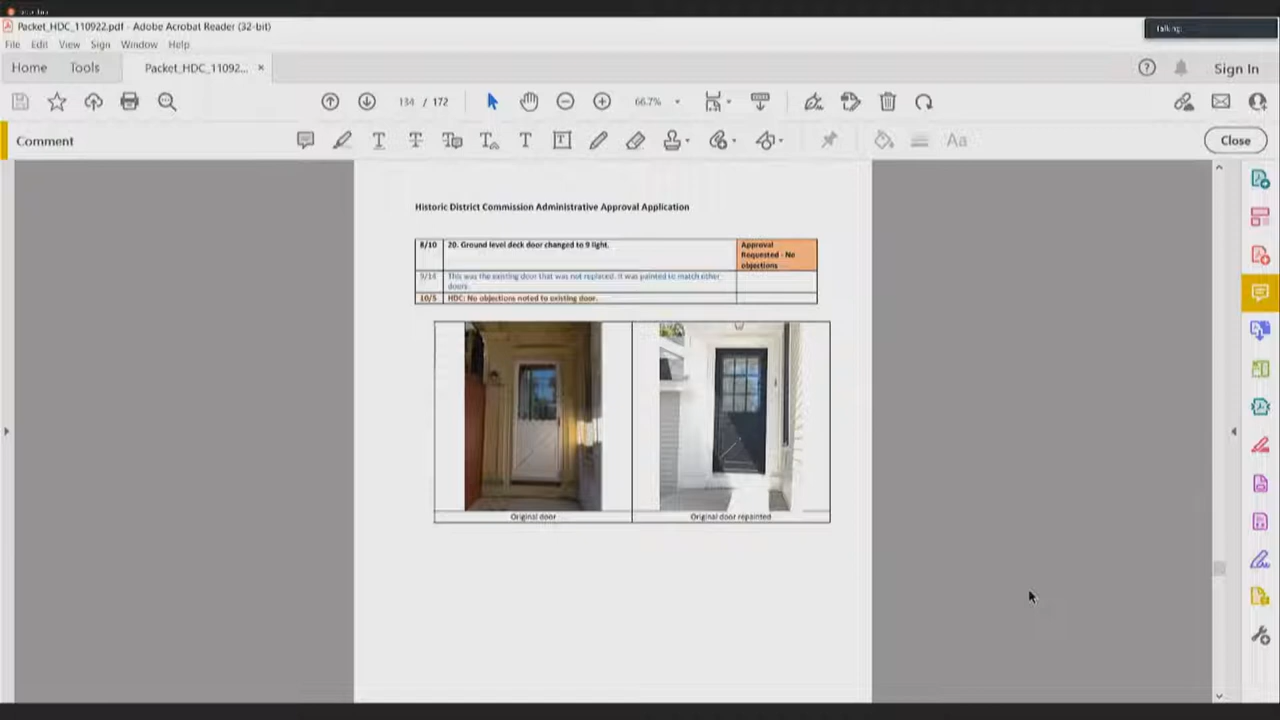 Packet_HDC_110922.pdf - Adobe Acrobat Reader (32-bit)
Talking:
File Edit View Sign Window Help
Home Tools Packet_HDC_11092... × Sign In
134 / 172 66.7%
Comment Close
Historic District Commission Administrative Approval Application
8/10 20. Ground level deck door changed to 9 light. Approval
Requested - No
objections
9/14 This was the existing door that was not replaced. It was painted to match other
doors.
10/5 HDC: No objections noted to existing door.
Original door Original door repainted